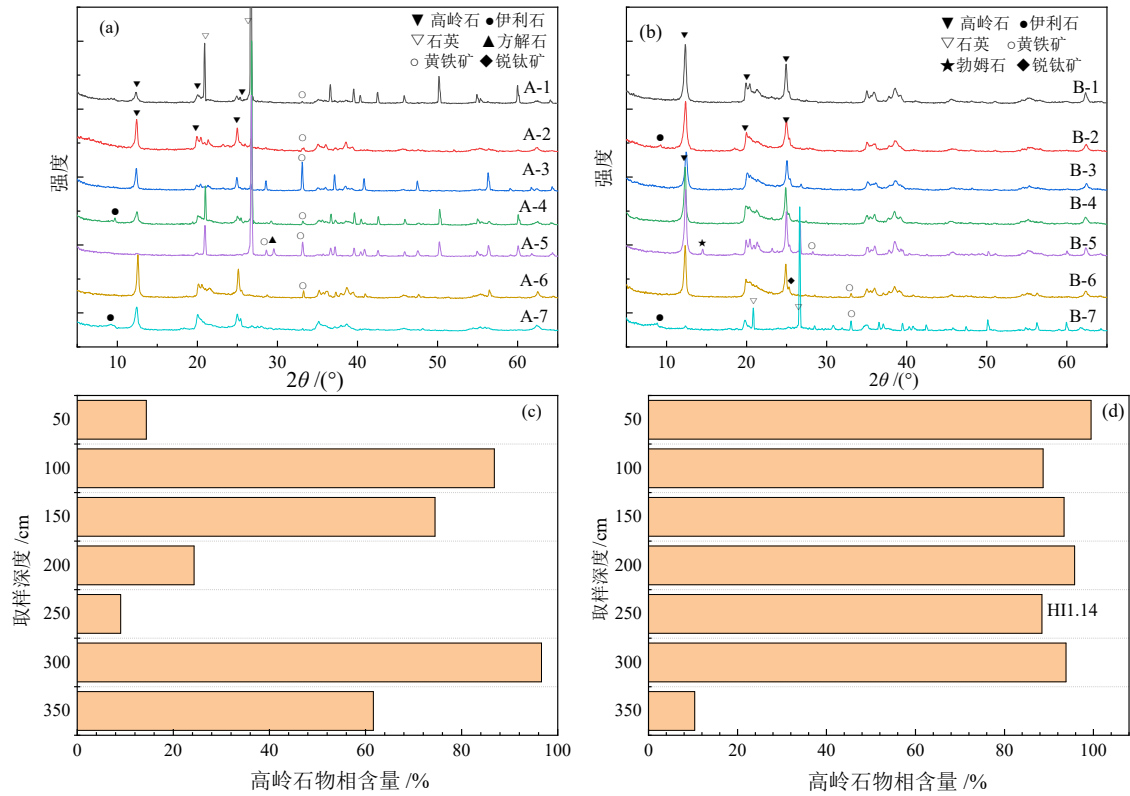 (a)
▼ 高岭石 ●伊利石
▽ 石英 ▲ 方解石
○ 黄铁矿 ◆锐钛矿
强度
A-1
A-2
A-3
A-4
A-5
A-6
A-7
10 20 30 40 50 60
2θ /(°)
(b)
▼高岭石 ●伊利石
▽石英 ○ 黄铁矿
★勃姆石 ◆ 锐钛矿
强度
B-1
B-2
B-3
B-4
B-5
B-6
B-7
10 20 30 40 50 60
2θ /(°)
(c)
取样深度 /cm
50
100
150
200
250
300
350
0 20 40 60 80 100
高岭石物相含量 /%
(d)
取样深度 /cm
50
100
150
200
250 HI1.14
300
350
0 20 40 60 80 100
高岭石物相含量 /%